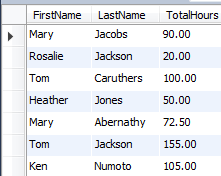 FirstName LastName TotalHours
Mary Jacobs 90.00
Rosalie Jackson 20.00
Tom Caruthers 100.00
Heather Jones 50.00
Mary Abernathy 72.50
Tom Jackson 155.00
Ken Numoto 105.00